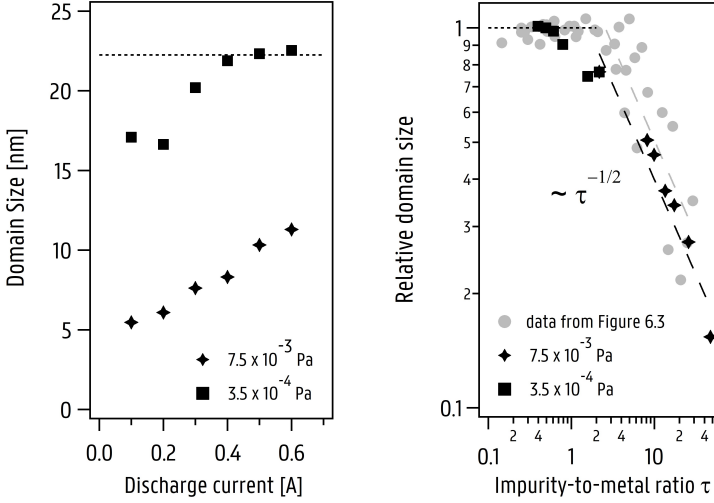 25
20
15
10
5
0
Domain Size [nm]
7.5 x 10⁻³ Pa
3.5 x 10⁻⁴ Pa
0.0 0.2 0.4 0.6
Discharge current [A]
1
9
8
7
6
5
4
3
2
0.1
Relative domain size
~ τ⁻¹/²
data from Figure 6.3
7.5 x 10⁻³ Pa
3.5 x 10⁻⁴ Pa
2 4 2 4 2 4
0.1 1 10
Impurity-to-metal ratio τ